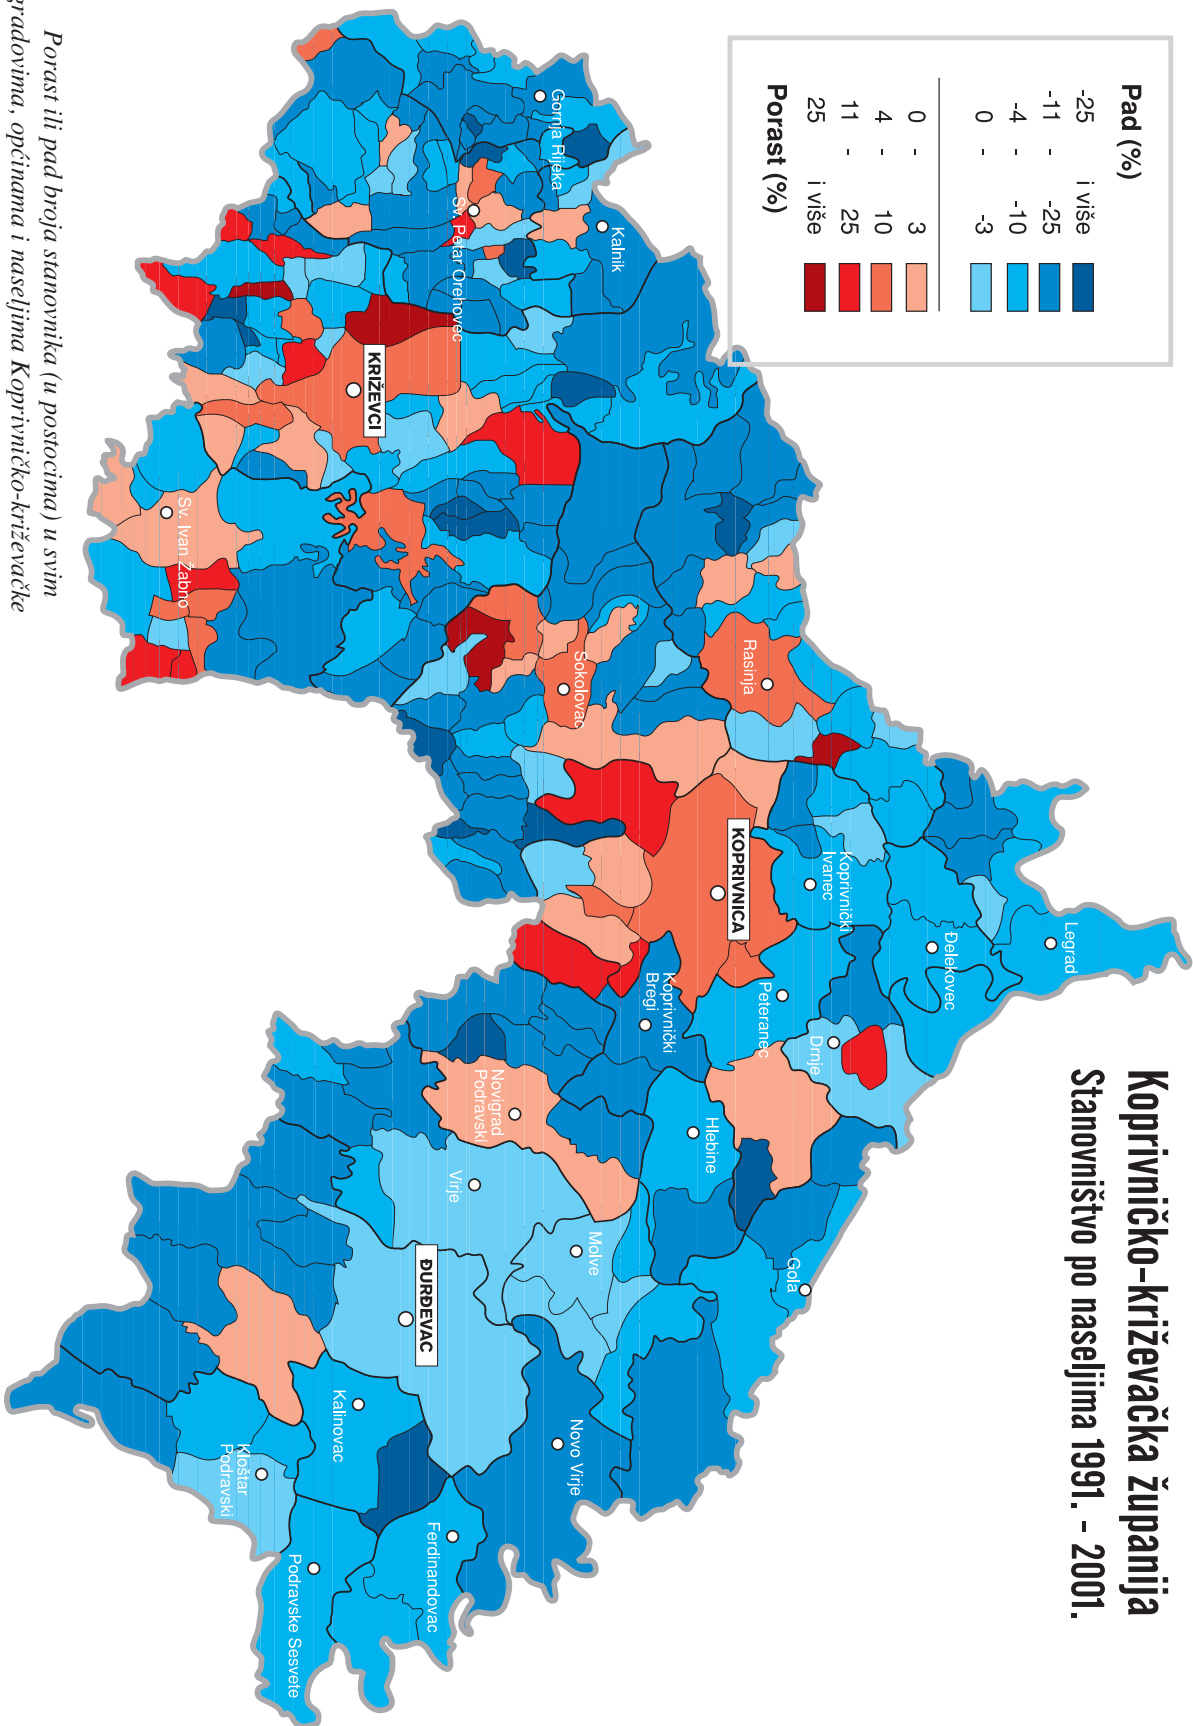 Koprivničko-križevačka županija
Stanovništvo po naseljima 1991. - 2001.
Pad (%)
-25 i više
-11 - -25
-4 - -10
0 - -3
0 - 3
4 - 10
11 - 25
25 i više
Porast (%)
Legrad
Đelekovec
Koprivnički
Ivanec
Drnje
Peteranec
Gola
Rasinja
KOPRIVNICA
Hlebine
Koprivnički
Bregi
Kalnik
Gornja Rijeka
Sokolovac
Molve
Novo Virje
Novigrad
Podravski
Sv. Petar Orehovec
Virje
ĐURĐEVAC
Ferdinandovac
KRIŽEVCI
Kalinovac
Podravske Sesvete
Kloštar
Podravski
Sv. Ivan Žabno
Porast ili pad broja stanovnika (u postocima) u svim
gradovima, općinama i naseljima Koprivničko-križevačke